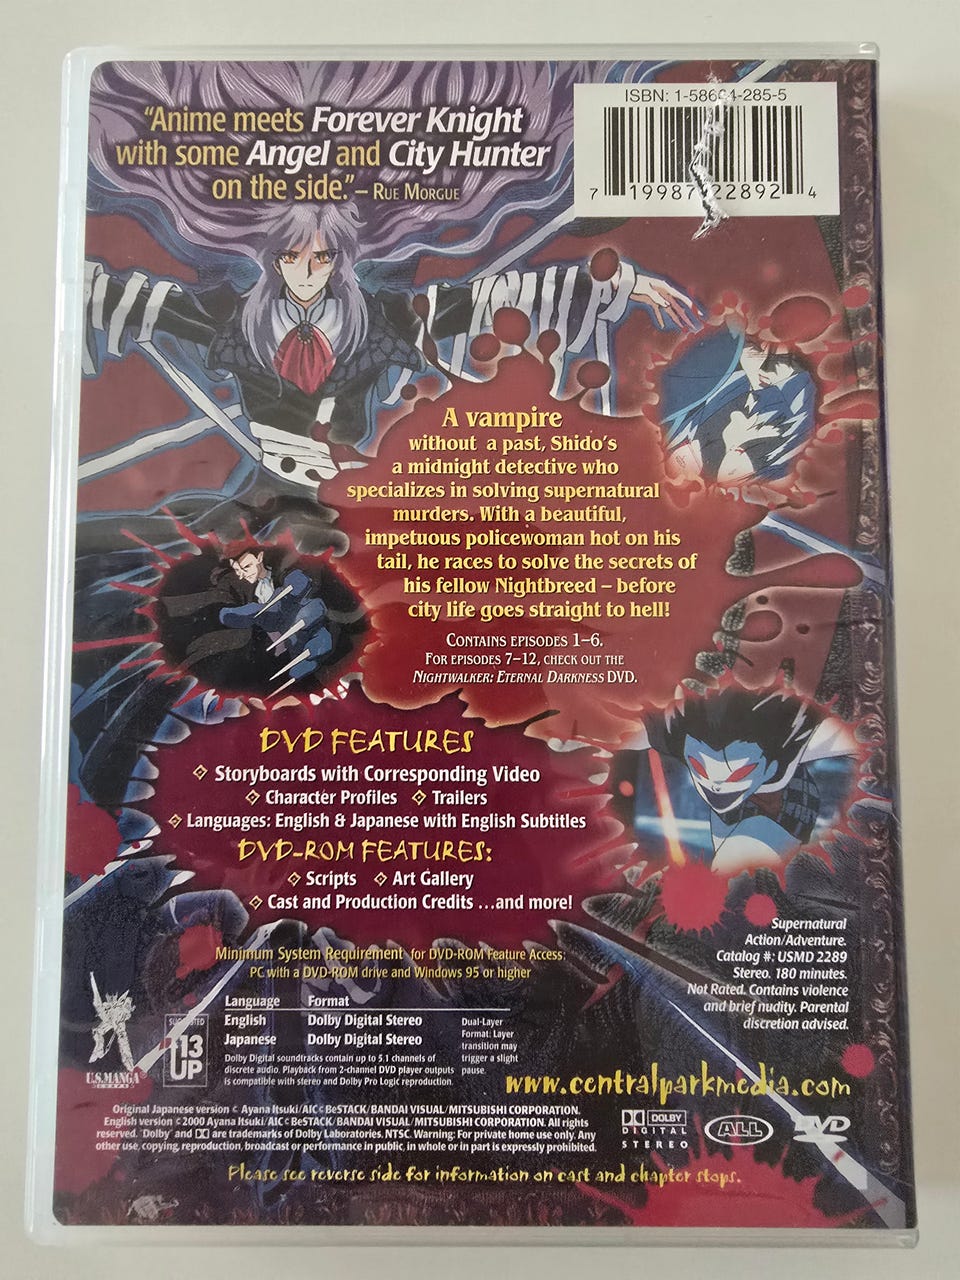 “Anime meets Forever Knight
with some Angel and City Hunter
on the side.” – Rue Morgue
ISBN: 1-58664-285-5
7 19987 22892 4
A vampire
without a past, Shido’s
a midnight detective who
specializes in solving supernatural
murders. With a beautiful,
impetuous policewoman hot on his
tail, he races to solve the secrets of
his fellow Nightbreed – before
city life goes straight to hell!
Contains episodes 1–6.
For episodes 7–12, check out the
Nightwalker: Eternal Darkness DVD.
DVD FEATURES
Storyboards with Corresponding Video
Character Profiles Trailers
Languages: English & Japanese with English Subtitles
DVD-ROM FEATURES:
Scripts Art Gallery
Cast and Production Credits ...and more!
Minimum System Requirement for DVD-ROM Feature Access:
PC with a DVD-ROM drive and Windows 95 or higher
Supernatural
Action/Adventure.
Catalog #: USMD 2289
Stereo. 180 minutes.
Not Rated. Contains violence
and brief nudity. Parental
discretion advised.
U.S.MANGA
CORPS
SUGGESTED
13
UP
Language Format
English Dolby Digital Stereo
Japanese Dolby Digital Stereo
Dolby Digital soundtracks contain up to 5.1 channels of
discrete audio. Playback from 2-channel DVD player outputs
is compatible with stereo and Dolby Pro Logic reproduction.
Dual-Layer
Format: Layer
transition may
trigger a slight
pause.
www.centralparkmedia.com
Original Japanese version © Ayana Itsuki/AIC © BeSTACK/BANDAI VISUAL/MITSUBISHI CORPORATION.
English version ©2000 Ayana Itsuki/AIC © BeSTACK/BANDAI VISUAL/MITSUBISHI CORPORATION. All rights
reserved. "Dolby" and DD are trademarks of Dolby Laboratories. NTSC. Warning: For private home use only. Any
other use, copying, reproduction, broadcast or performance in public, in whole or in part is expressly prohibited.
DOLBY
DIGITAL
STEREO
ALL
DVD
Please see reverse side for information on cast and chapter stops.